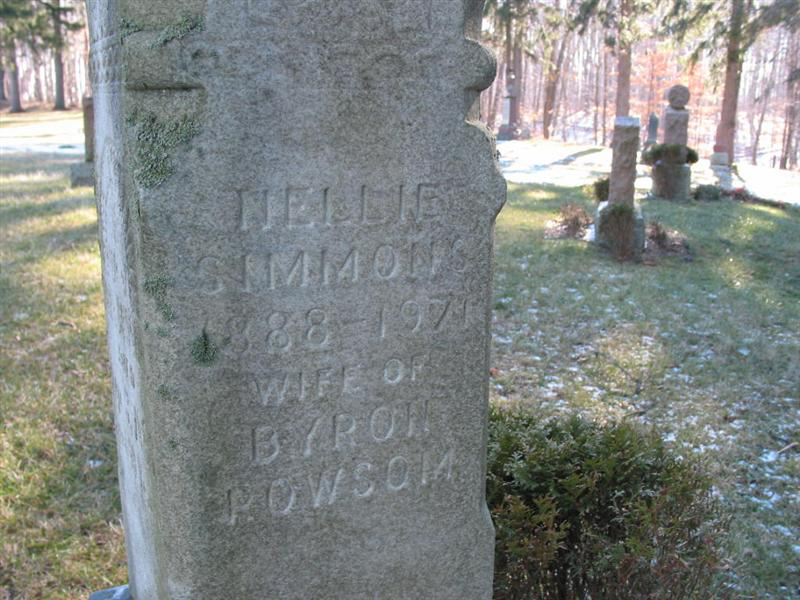 NELLIE
SIMMONS
1888–1971
WIFE OF
BYRON
ROWSOM